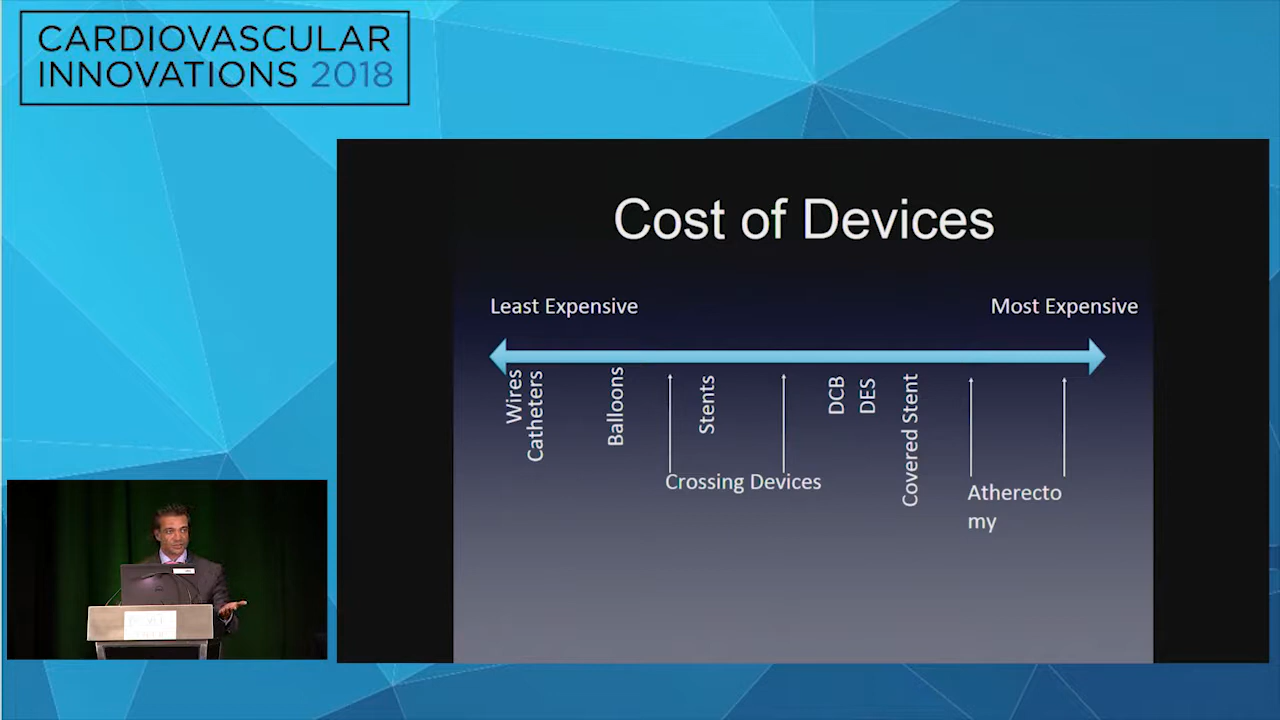 CARDIOVASCULAR
INNOVATIONS 2018
Cost of Devices
Least Expensive
Most Expensive
Wires
Catheters
Balloons
Stents
DCB
DES
Covered Stent
Crossing Devices
Atherecto
my